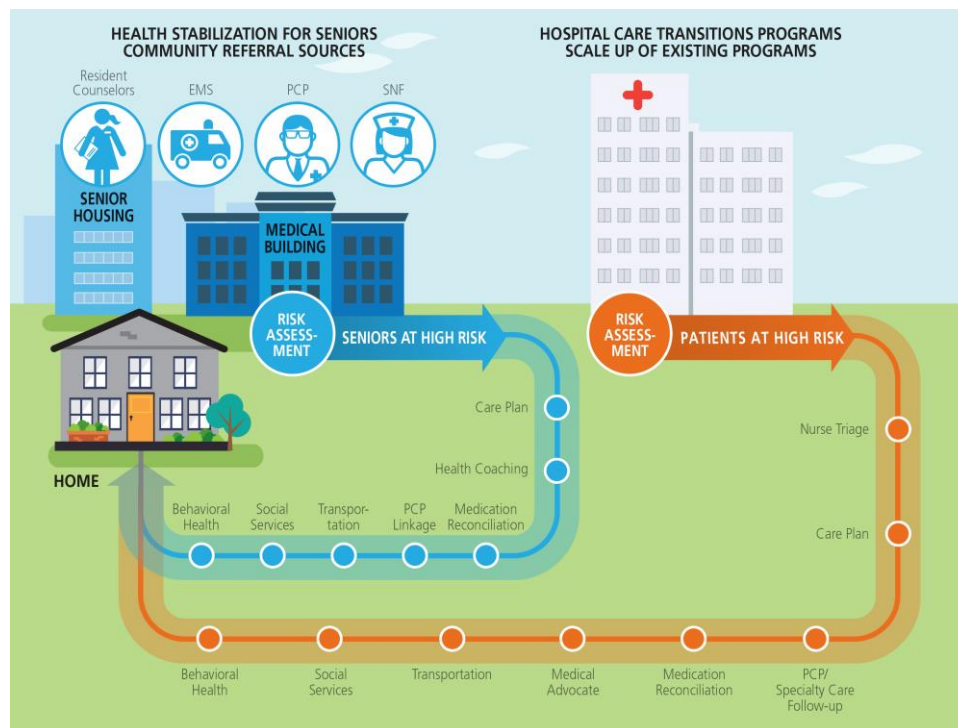 HEALTH STABILIZATION FOR SENIORS
COMMUNITY REFERRAL SOURCES
HOSPITAL CARE TRANSITIONS PROGRAMS
SCALE UP OF EXISTING PROGRAMS
Resident
Counselors
EMS
PCP
SNF
SENIOR
HOUSING
MEDICAL
BUILDING
RISK
ASSESS-
MENT
SENIORS AT HIGH RISK
RISK
ASSESS-
MENT
PATIENTS AT HIGH RISK
Care Plan
Health Coaching
Nurse Triage
Care Plan
HOME
Behavioral
Health
Social
Services
Transpor-
tation
PCP
Linkage
Medication
Reconciliation
Behavioral
Health
Social
Services
Transportation
Medical
Advocate
Medication
Reconciliation
PCP/
Specialty Care
Follow-up